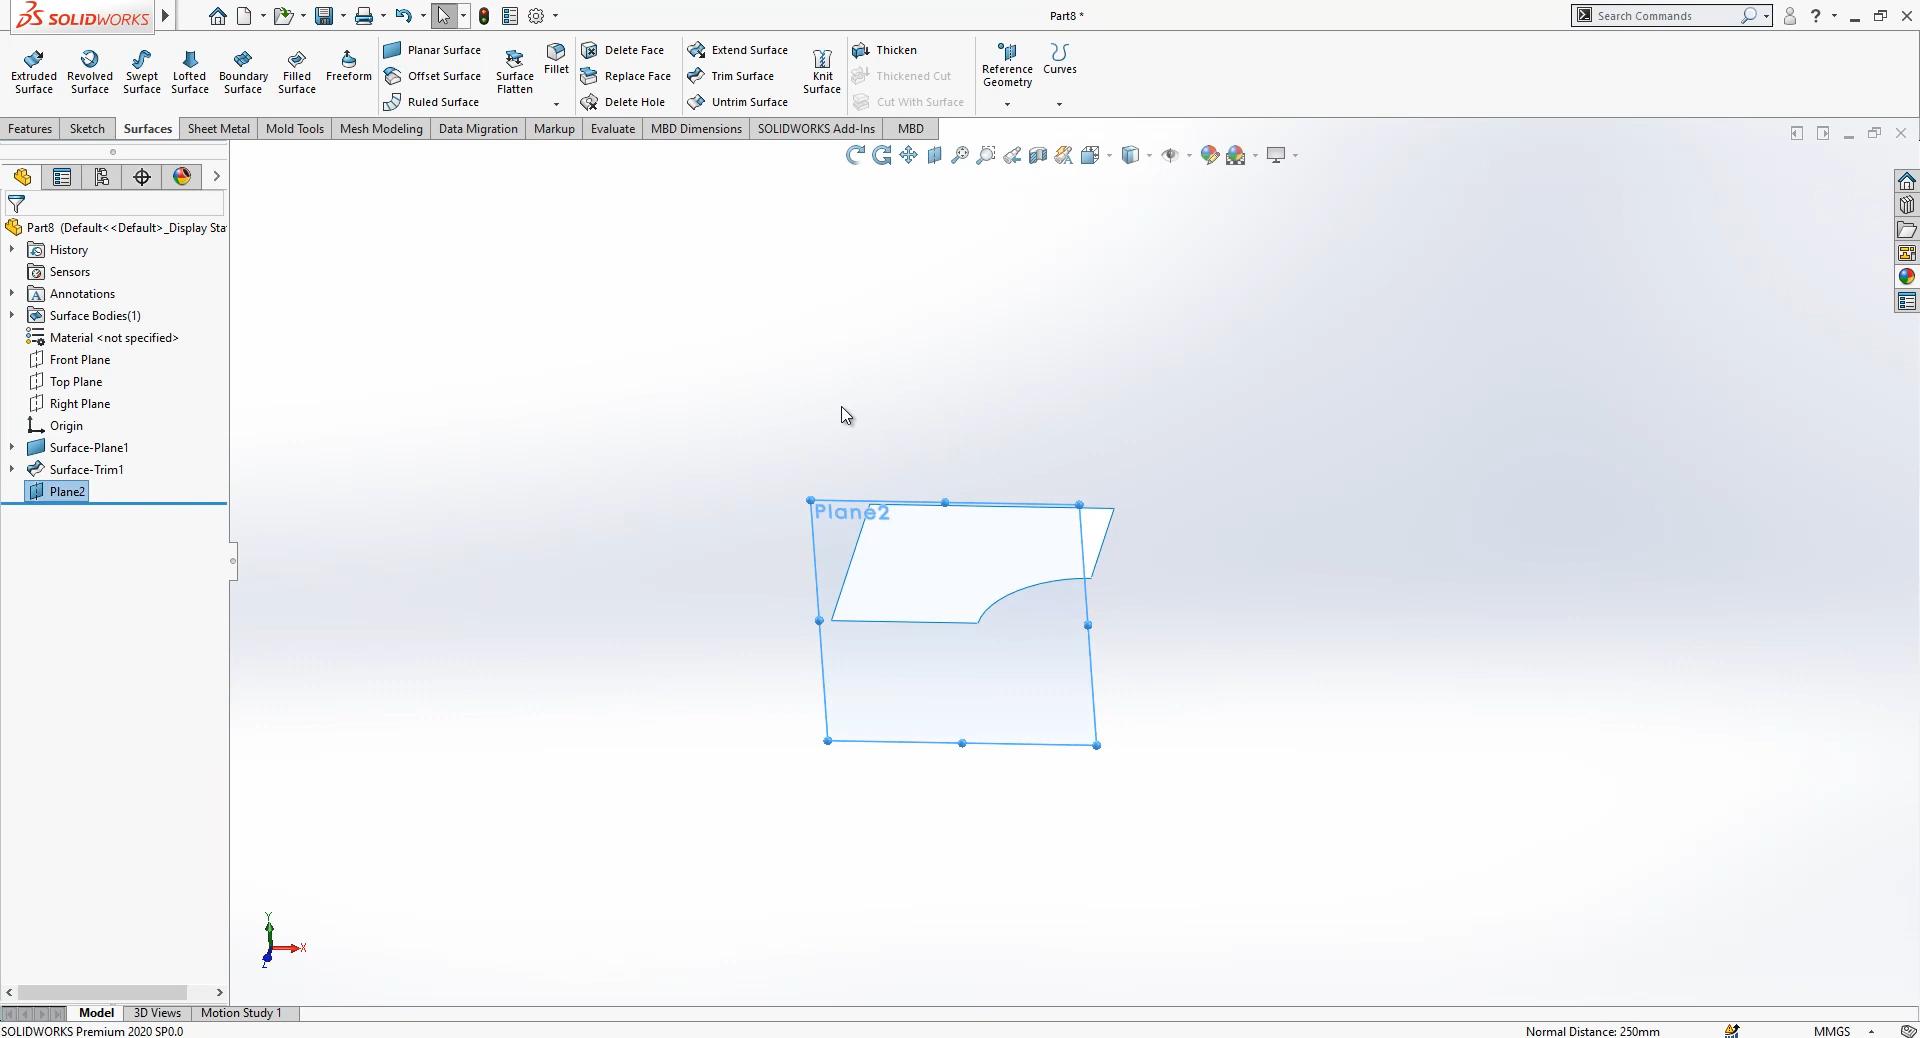 SOLIDWORKS
Part8 *
Search Commands
Extruded Surface
Revolved Surface
Swept Surface
Lofted Surface
Boundary Surface
Filled Surface
Freeform
Planar Surface
Offset Surface
Ruled Surface
Surface Flatten
Fillet
Delete Face
Replace Face
Delete Hole
Extend Surface
Trim Surface
Untrim Surface
Knit Surface
Thicken
Thickened Cut
Cut With Surface
Reference Geometry
Curves
Features
Sketch
Surfaces
Sheet Metal
Mold Tools
Mesh Modeling
Data Migration
Markup
Evaluate
MBD Dimensions
SOLIDWORKS Add-Ins
MBD
Part8 (Default<<Default>_Display Sta
History
Sensors
Annotations
Surface Bodies(1)
Material <not specified>
Front Plane
Top Plane
Right Plane
Origin
Surface-Plane1
Surface-Trim1
Plane2
Plane2
Y
X
Z
Model
3D Views
Motion Study 1
SOLIDWORKS Premium 2020 SP0.0
Normal Distance: 250mm
MMGS